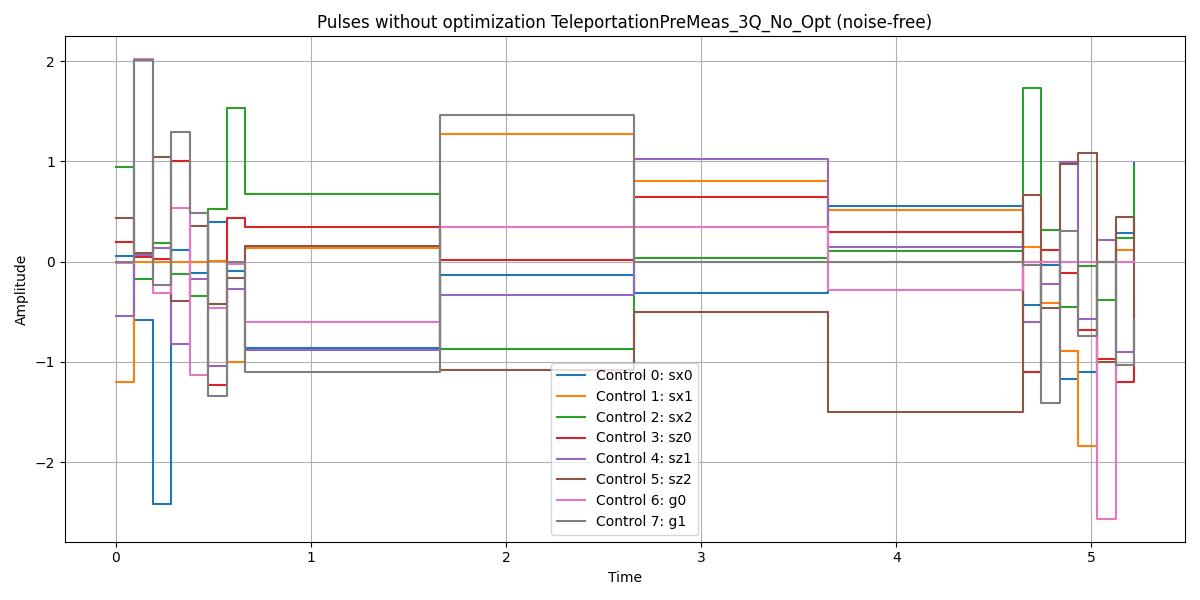 Pulses without optimization TeleportationPreMeas_3Q_No_Opt (noise-free)
2
1
0
−1
−2
Amplitude
Control 0: sx0
Control 1: sx1
Control 2: sx2
Control 3: sz0
Control 4: sz1
Control 5: sz2
Control 6: g0
Control 7: g1
0 1 2 3 4 5
Time